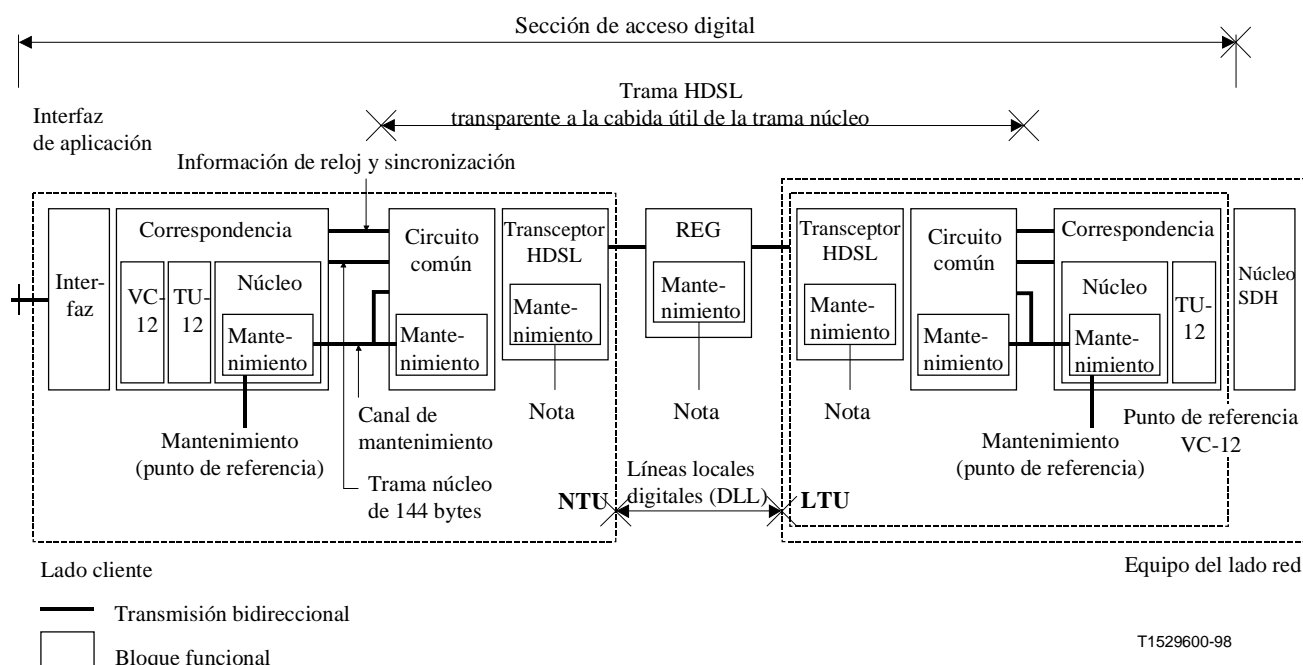 Sección de acceso digital
Interfaz
de aplicación
Trama HDSL
transparente a la cabida útil de la trama núcleo
Información de reloj y sincronización
Inter-
faz
Correspondencia
VC-
12
TU-
12
Núcleo
Mante-
nimiento
Circuito
común
Mante-
nimiento
Transceptor
HDSL
Mante-
nimiento
REG
Mante-
nimiento
Transceptor
HDSL
Mante-
nimiento
Circuito
común
Mante-
nimiento
Correspondencia
Núcleo
Mante-
nimiento
TU-
12
Núcleo
SDH
Nota
Nota
Nota
Canal de
mantenimiento
Mantenimiento
(punto de referencia)
Trama núcleo
de 144 bytes
NTU
Líneas locales
digitales (DLL)
LTU
Mantenimiento
(punto de referencia)
Punto de referencia
VC-12
Lado cliente
Equipo del lado red
Transmisión bidireccional
Bloque funcional
T1529600-98